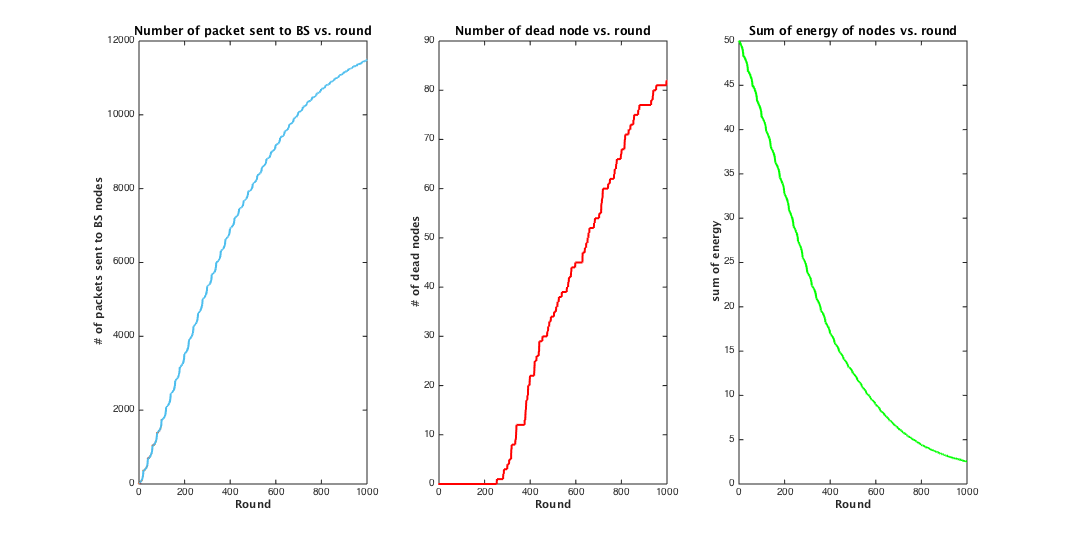 Number of packet sent to BS vs. round
12000
10000
8000
6000
4000
2000
0
# of packets sent to BS nodes
0 200 400 600 800 1000
Round
Number of dead node vs. round
90
80
70
60
50
40
30
20
10
0
# of dead nodes
0 200 400 600 800 1000
Round
Sum of energy of nodes vs. round
50
45
40
35
30
25
20
15
10
5
0
sum of energy
0 200 400 600 800 1000
Round